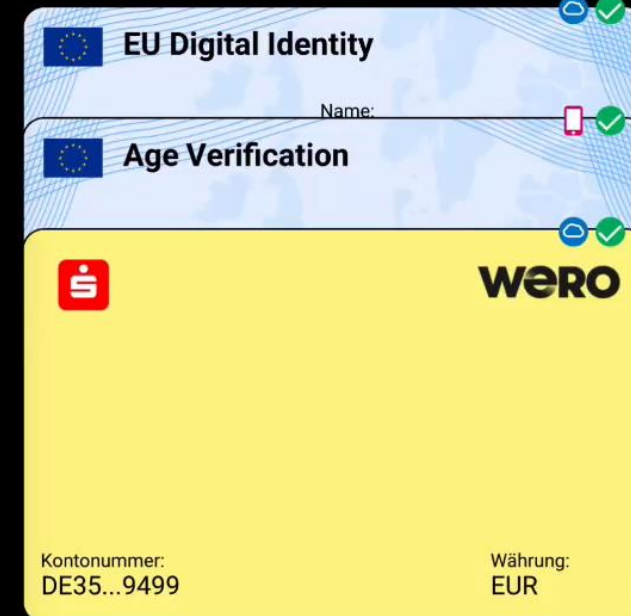 EU Digital Identity
Name:
Age Verification
S
wero
Kontonummer:
Währung:
DE35...9499
EUR